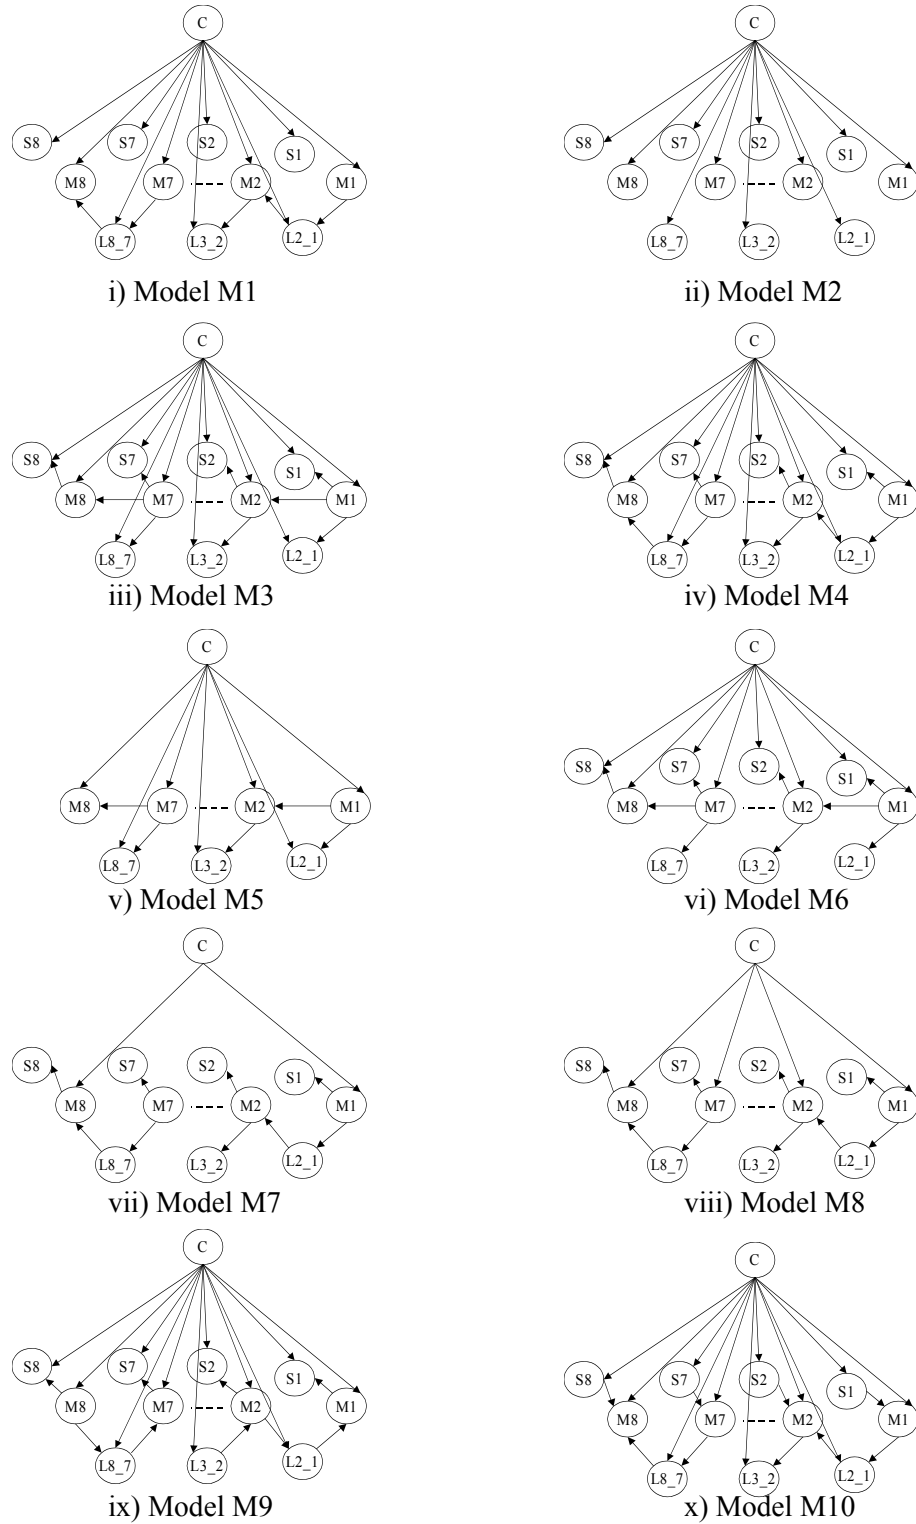 C C
S8 S7 S2 S1 S8 S7 S2 S1
M8 M7 M2 M1 M8 M7 M2 M1
L8_7 L3_2 L2_1 L8_7 L3_2 L2_1
i) Model M1 ii) Model M2
C C
S8 S7 S2 S1 S8 S7 S2 S1
M8 M7 M2 M1 M8 M7 M2 M1
L8_7 L3_2 L2_1 L8_7 L3_2 L2_1
iii) Model M3 iv) Model M4
C C
S8 S7 S2 S1
M8 M7 M2 M1 M8 M7 M2 M1
L8_7 L3_2 L2_1 L8_7 L3_2 L2_1
v) Model M5 vi) Model M6
C C
S8 S7 S2 S1 S8 S7 S2 S1
M8 M7 M2 M1 M8 M7 M2 M1
L8_7 L3_2 L2_1 L8_7 L3_2 L2_1
vii) Model M7 viii) Model M8
C C
S8 S7 S2 S1 S8 S7 S2 S1
M8 M7 M2 M1 M8 M7 M2 M1
L8_7 L3_2 L2_1 L8_7 L3_2 L2_1
ix) Model M9 x) Model M10